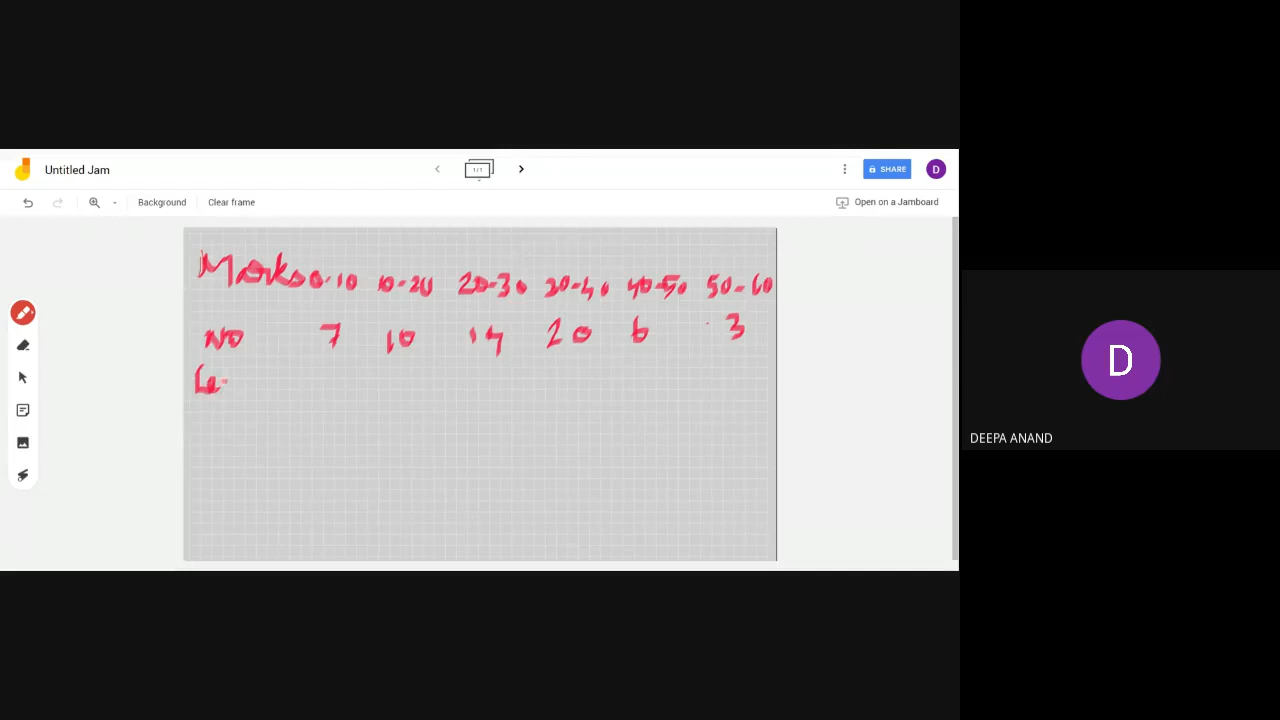 Untitled Jam
1/1
SHARE
D
Background
Clear frame
Open on a Jamboard
Marks 0-10 10-20 20-30 30-40 40-50 50-60
No 7 10 14 20 6 3
D
DEEPA ANAND